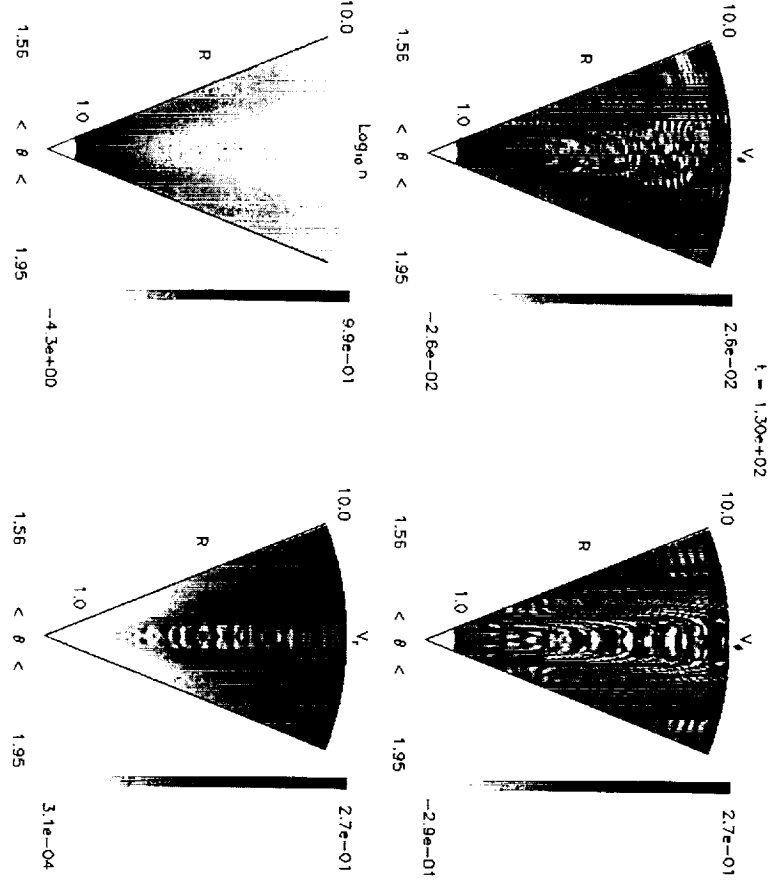 t = 1.30e+02
V
10.0
R
1.0
1.56 < θ < 1.95
-2.6e-02
2.6e-02
V
10.0
R
1.0
1.56 < θ < 1.95
-2.9e-01
2.7e-01
Log₁₀ n
10.0
R
1.0
1.56 < θ < 1.95
-4.3e+00
9.9e-01
Vᵣ
10.0
R
1.0
1.56 < θ < 1.95
3.1e-04
2.7e-01